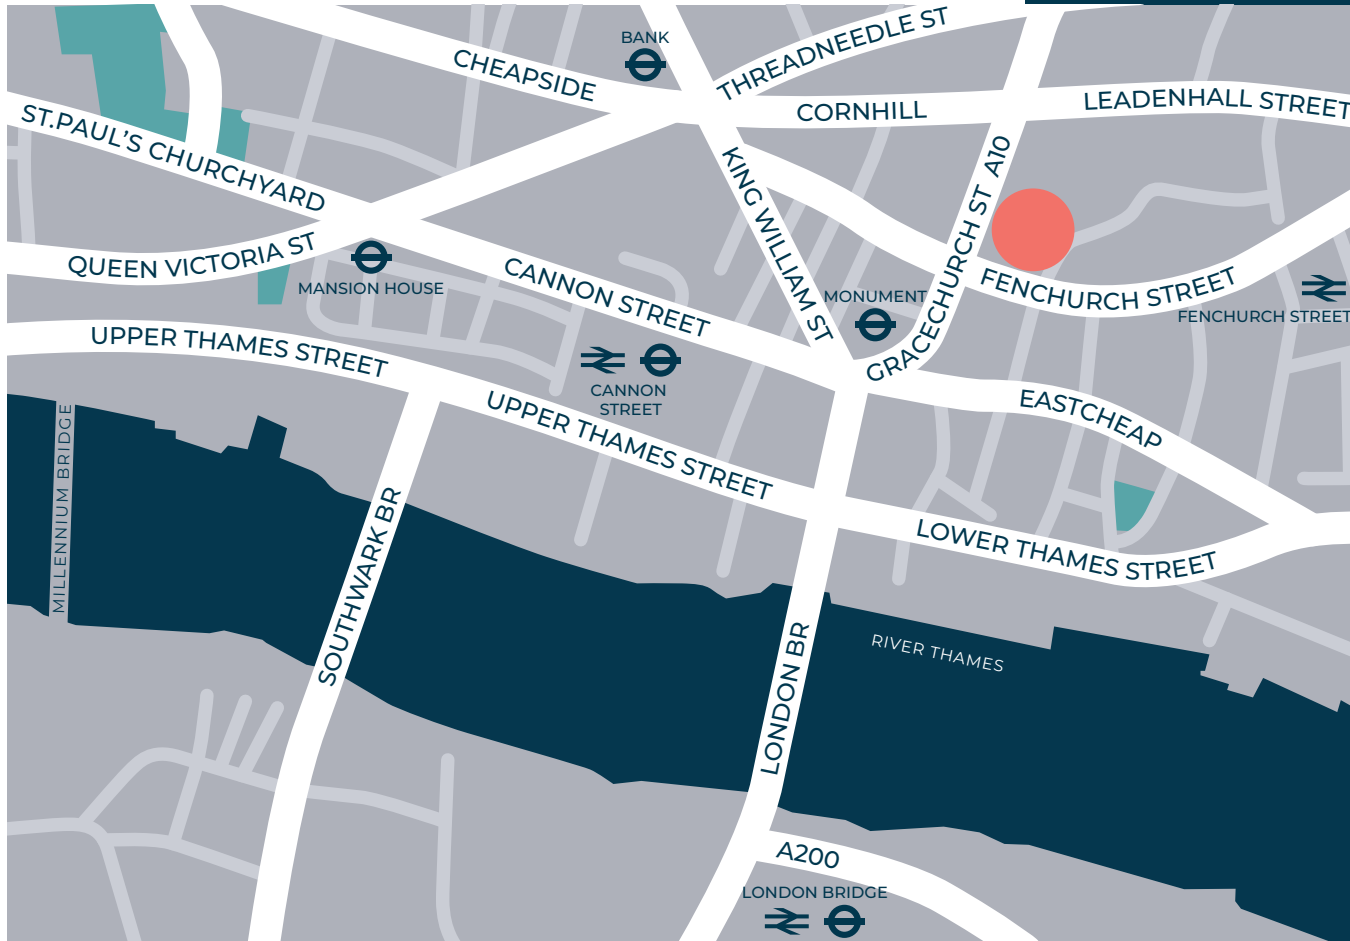 BANK
THREADNEEDLE ST
CHEAPSIDE
CORNHILL
LEADENHALL STREET
ST.PAUL'S CHURCHYARD
KING WILLIAM ST
GRACECHURCH ST A10
QUEEN VICTORIA ST
MANSION HOUSE
CANNON STREET
MONUMENT
FENCHURCH STREET
FENCHURCH STREET
UPPER THAMES STREET
CANNON
STREET
UPPER THAMES STREET
EASTCHEAP
MILLENNIUM BRIDGE
SOUTHWARK BR
LOWER THAMES STREET
LONDON BR
RIVER THAMES
A200
LONDON BRIDGE